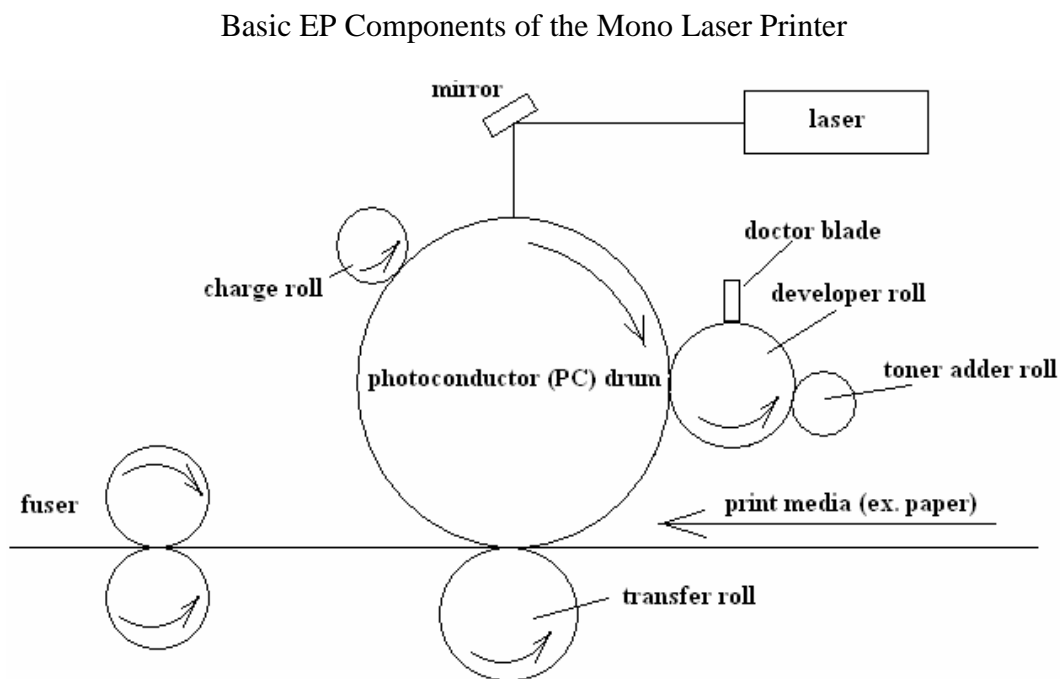 Basic EP Components of the Mono Laser Printer
mirror
laser
doctor blade
charge roll
developer roll
photoconductor (PC) drum
toner adder roll
fuser
print media (ex. paper)
transfer roll